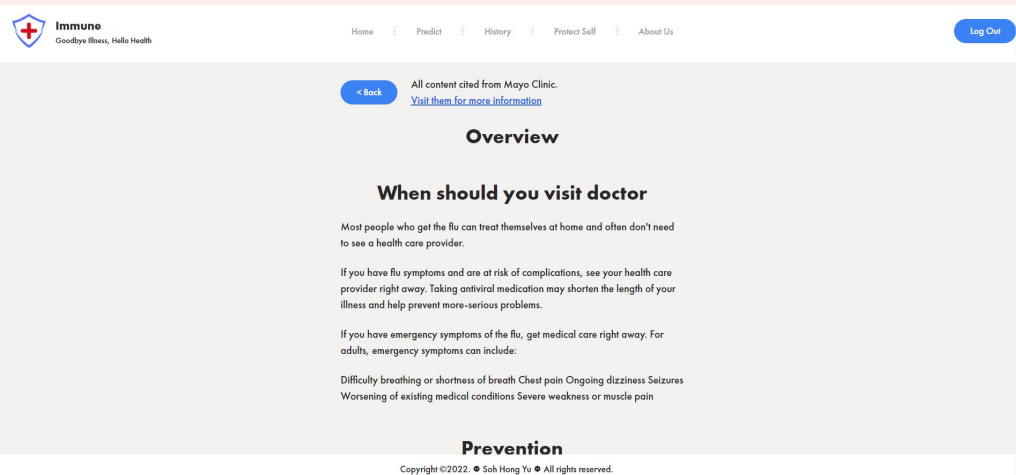 Immune
Goodbye Illness, Hello Health
Home
Predict
History
Protect Self
About Us
Log Out
< Back
All content cited from Mayo Clinic.
Visit them for more information
Overview
When should you visit doctor
Most people who get the flu can treat themselves at home and often don't need
to see a health care provider.
If you have flu symptoms and are at risk of complications, see your health care
provider right away. Taking antiviral medication may shorten the length of your
illness and help prevent more-serious problems.
If you have emergency symptoms of the flu, get medical care right away. For
adults, emergency symptoms can include:
Difficulty breathing or shortness of breath Chest pain Ongoing dizziness Seizures
Worsening of existing medical conditions Severe weakness or muscle pain
Prevention
Copyright ©2022. Soh Hong Yu All rights reserved.